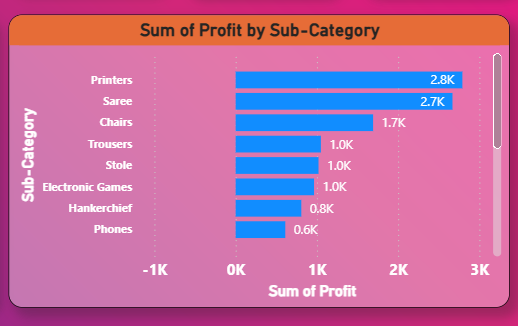 Sum of Profit by Sub-Category
Sub-Category
Printers 2.8K
Saree 2.7K
Chairs 1.7K
Trousers 1.0K
Stole 1.0K
Electronic Games 1.0K
Hankerchief 0.8K
Phones 0.6K
-1K 0K 1K 2K 3K
Sum of Profit